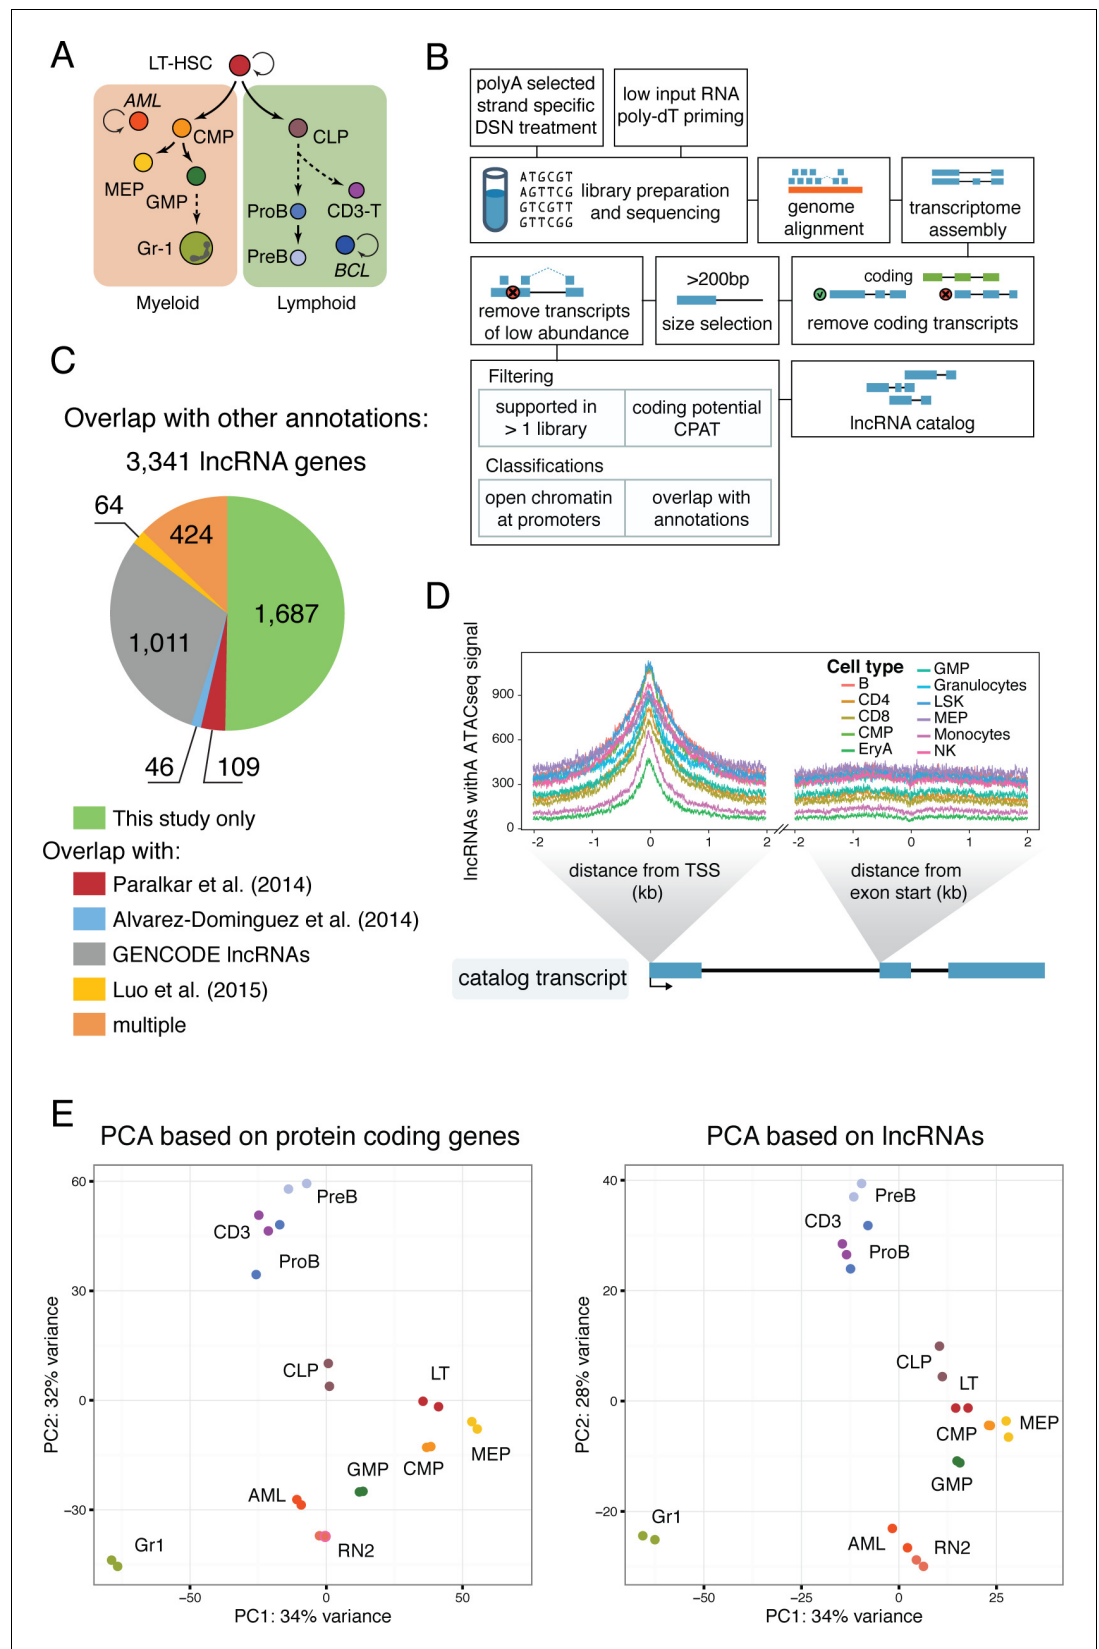 A
LT-HSC
AML
CMP
CLP
MEP
GMP
ProB
CD3-T
Gr-1
PreB
BCL
Myeloid
Lymphoid
B
polyA selected
strand specific
DSN treatment
low input RNA
poly-dT priming
ATGCGT
AGTTCG
GTCGTT
GTTCGG
library preparation
and sequencing
genome
alignment
transcriptome
assembly
remove transcripts
of low abundance
>200bp
size selection
coding
remove coding transcripts
Filtering
supported in
> 1 library
coding potential
CPAT
Classifications
open chromatin
at promoters
overlap with
annotations
lncRNA catalog
C
Overlap with other annotations:
3,341 lncRNA genes
64
424
1,687
1,011
46
109
This study only
Overlap with:
Paralkar et al. (2014)
Alvarez-Dominguez et al. (2014)
GENCODE lncRNAs
Luo et al. (2015)
multiple
D
lncRNAs withA ATACseq signal
900
600
300
0
Cell type
B
CD4
CD8
CMP
EryA
GMP
Granulocytes
LSK
MEP
Monocytes
NK
-2 -1 0 1 2 // -2 -1 0 1 2
distance from TSS
(kb)
distance from
exon start (kb)
catalog transcript
E
PCA based on protein coding genes
PC2: 32% variance
60
30
0
−30
PreB
CD3
ProB
CLP
LT
MEP
CMP
GMP
AML
RN2
Gr1
−50 0 50
PC1: 34% variance
PCA based on lncRNAs
PC2: 28% variance
40
20
0
−20
PreB
CD3
ProB
CLP
LT
MEP
CMP
GMP
Gr1
AML
RN2
−50 −25 0 25
PC1: 34% variance